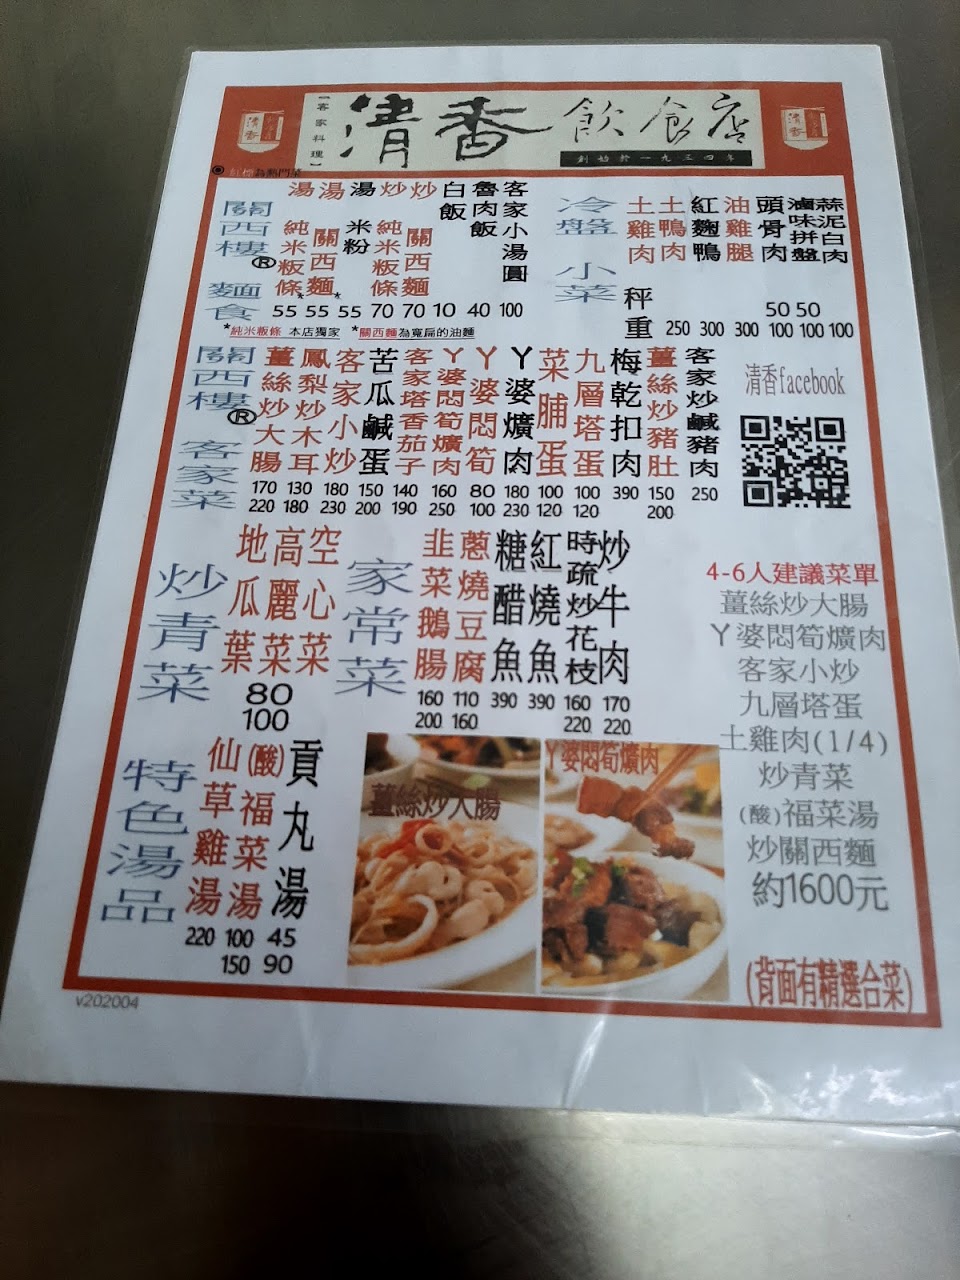 【客家料理】
清香飲食店
創始於一九三四年
清香
清香
◉紅標為熱門菜
關西樓® 麵食
湯純米粄條* 55
湯關西麵* 55
湯米粉 55
炒純米粄條 70
炒關西麵 70
白飯 10
魯肉飯 40
客家小湯圓 100
*純米粄條 本店獨家 *關西麵為寬扁的油麵
冷盤小菜
土雞肉 秤重
土鴨肉 250
紅麴鴨 300
油雞腿 300
頭骨肉 50 100
滷味拼盤 50 100
蒜泥白肉 100
關西樓® 客家菜
薑絲炒大腸 170 220
鳳梨炒木耳 130 180
客家小炒 180 230
苦瓜鹹蛋 150 200
客家塔香茄子 140 190
ㄚ婆悶筍爌肉 160 250
ㄚ婆悶筍 80 100
ㄚ婆爌肉 180 230
菜脯蛋 100 120
九層塔蛋 100 120
梅乾扣肉 390
薑絲炒豬肚 150 200
客家炒鹹豬肉 250
清香facebook
炒青菜
地瓜葉
高麗菜
空心菜
80
100
家常菜
韭菜鵝腸 160 200
蔥燒豆腐 110 160
糖醋魚 390
紅燒魚 390
時疏炒花枝 160 220
炒牛肉 170 220
特色湯品
仙草雞湯 220
(酸)福菜湯 100 150
貢丸湯 45 90
薑絲炒大腸
ㄚ婆悶筍爌肉
4-6人建議菜單
薑絲炒大腸
ㄚ婆悶筍爌肉
客家小炒
九層塔蛋
土雞肉(1/4)
炒青菜
(酸)福菜湯
炒關西麵
約1600元
(背面有精選合菜)
v202004